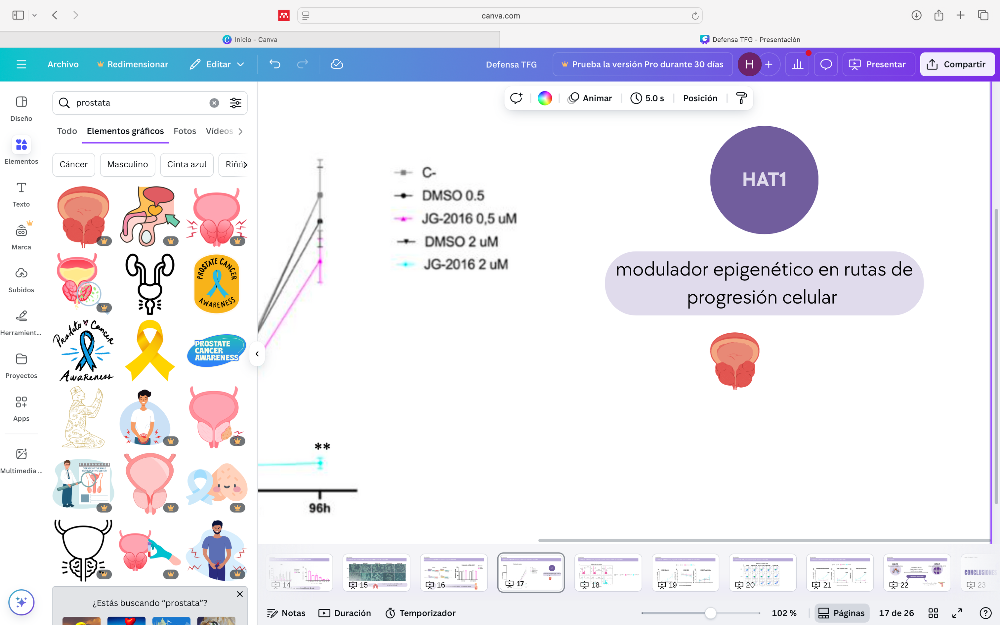 canva.com
Inicio - Canva
Defensa TFG - Presentación
Archivo
Redimensionar
Editar
Defensa TFG
Prueba la versión Pro durante 30 días
H
Presentar
Compartir
Diseño
Elementos
Texto
Marca
Subidos
Herramient...
Proyectos
Apps
Multimedia ...
prostata
Todo
Elementos gráficos
Fotos
Vídeos
Cáncer
Masculino
Cinta azul
Riñó
PROSTATE CANCER
AWARENESS
Prostate Cancer
AWARENESS
PROSTATE
CANCER
AWARENESS
DISEASE OF THE MALE
REPRODUCTIVE SYSTEM
¿Estás buscando “prostata”?
Animar
5.0 s
Posición
C-
DMSO 0.5
JG-2016 0,5 uM
DMSO 2 uM
JG-2016 2 uM
**
96h
HAT1
modulador epigenético en rutas de
progresión celular
14
15
16
17
18
19
20
21
22
HAT1
K562
23
CONCLUSIONES
Notas
Duración
Temporizador
102 %
Páginas
17 de 26